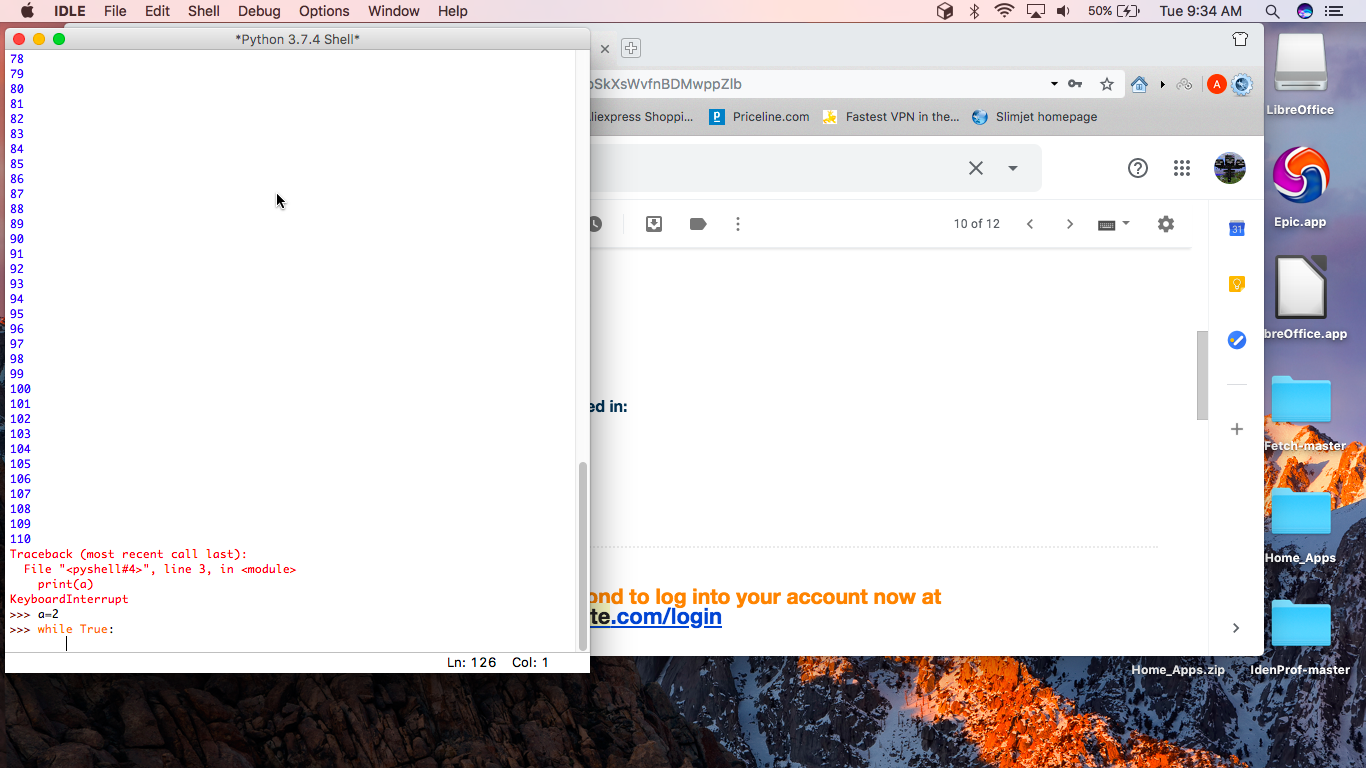 IDLE File Edit Shell Debug Options Window Help 50% Tue 9:34 AM
*Python 3.7.4 Shell*
78
79
80
81
82
83
84
85
86
87
88
89
90
91
92
93
94
95
96
97
98
99
100
101
102
103
104
105
106
107
108
109
110
Traceback (most recent call last):
File "<pyshell#4>", line 3, in <module>
print(a)
KeyboardInterrupt
>>> a=2
>>> while True:
Ln: 126 Col: 1
SkXsWvfnBDMwppZlb
A
liexpress Shoppi... Priceline.com Fastest VPN in the... Slimjet homepage
10 of 12
31
ed in:
ond to log into your account now at
te.com/login
LibreOffice
Epic.app
breOffice.app
Fetch-master
Home_Apps
Home_Apps.zip IdenProf-master